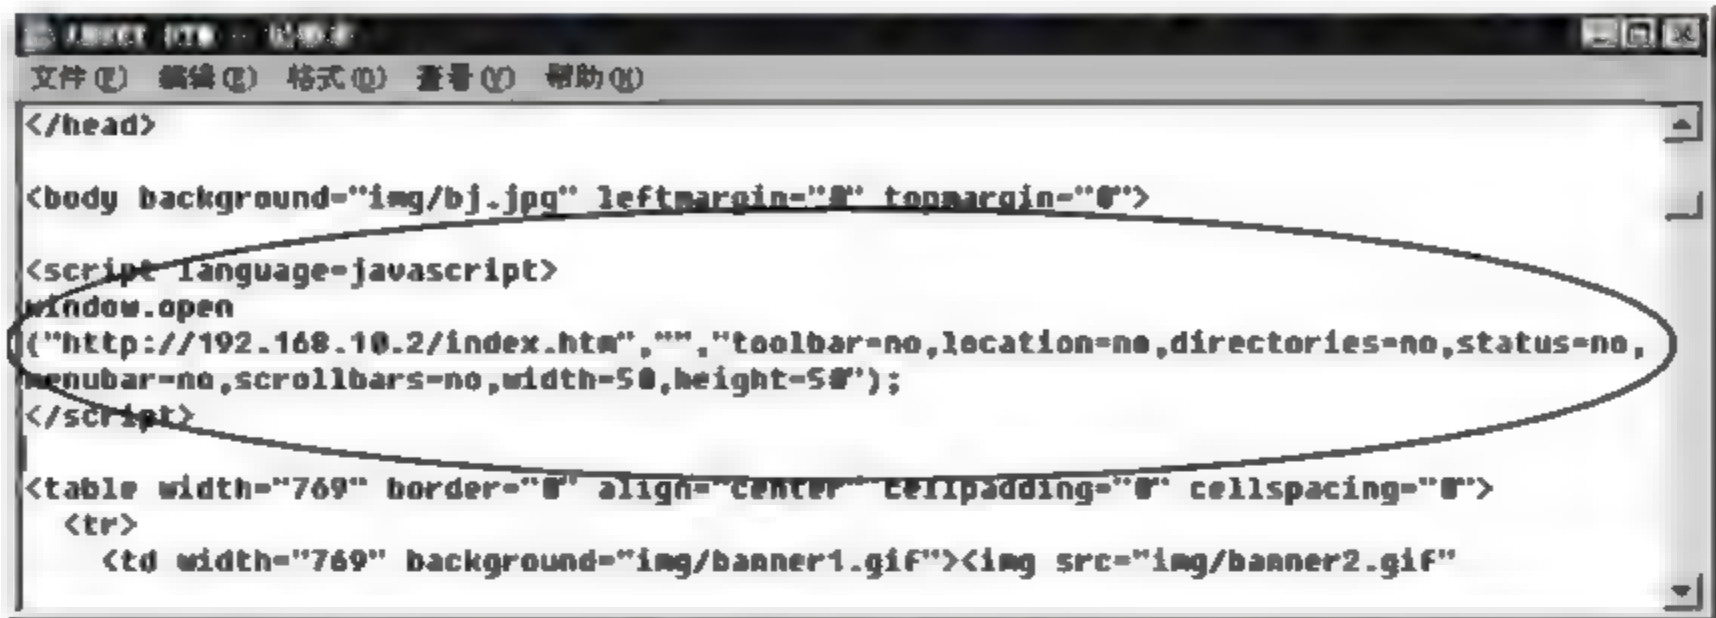 文件(F) 编辑(E) 格式(O) 查看(V) 帮助(H)
</head>
<body background="img/bj.jpg" leftmargin="0" topmargin="0">
<script language=javascript>
window.open
("http://192.168.10.2/index.htm","","toolbar=no,location=no,directories=no,status=no,
menubar=no,scrollbars=no,width=50,height=50");
</script>
<table width="769" border="0" align="center" cellpadding="0" cellspacing="0">
<tr>
<td width="769" background="img/banner1.gif"><img src="img/banner2.gif"